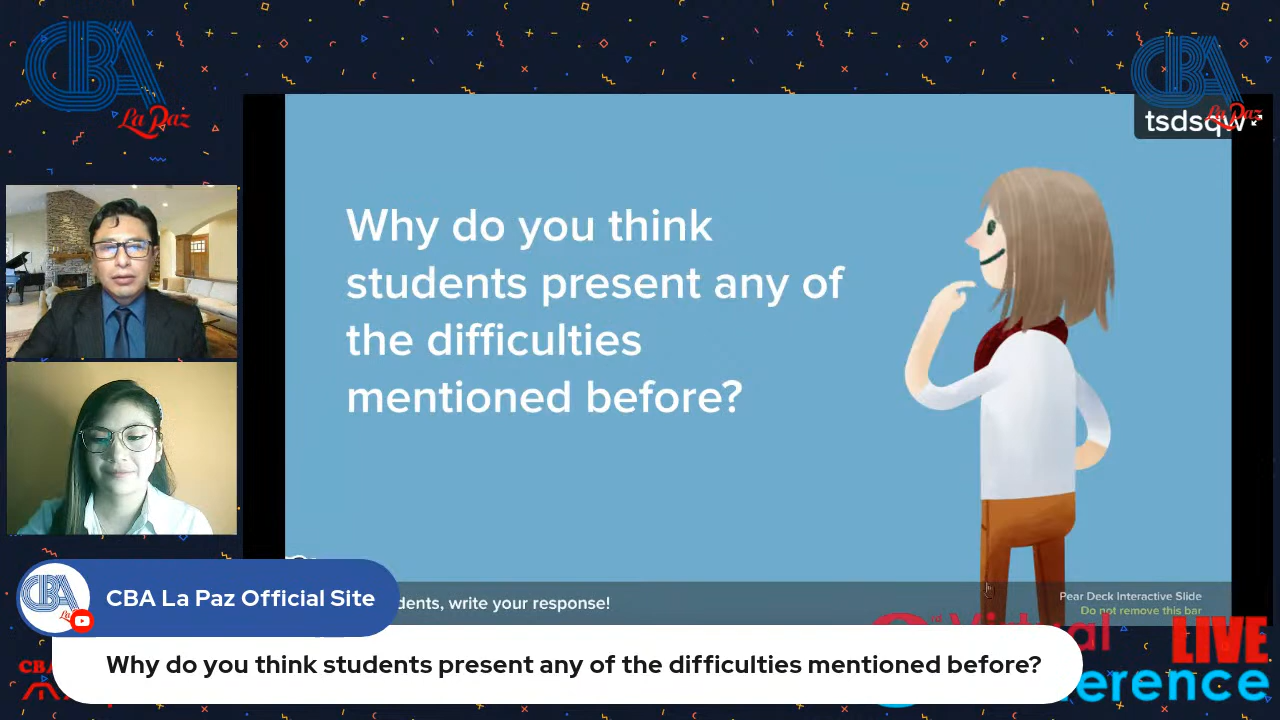 CBA
La Paz
CBA
La Paz
tsdsqw
Why do you think
students present any of
the difficulties
mentioned before?
dents, write your response!
Pear Deck Interactive Slide
Do not remove this bar
CBA La Paz Official Site
Why do you think students present any of the difficulties mentioned before?
LIVE
Virtual
erence
CBA